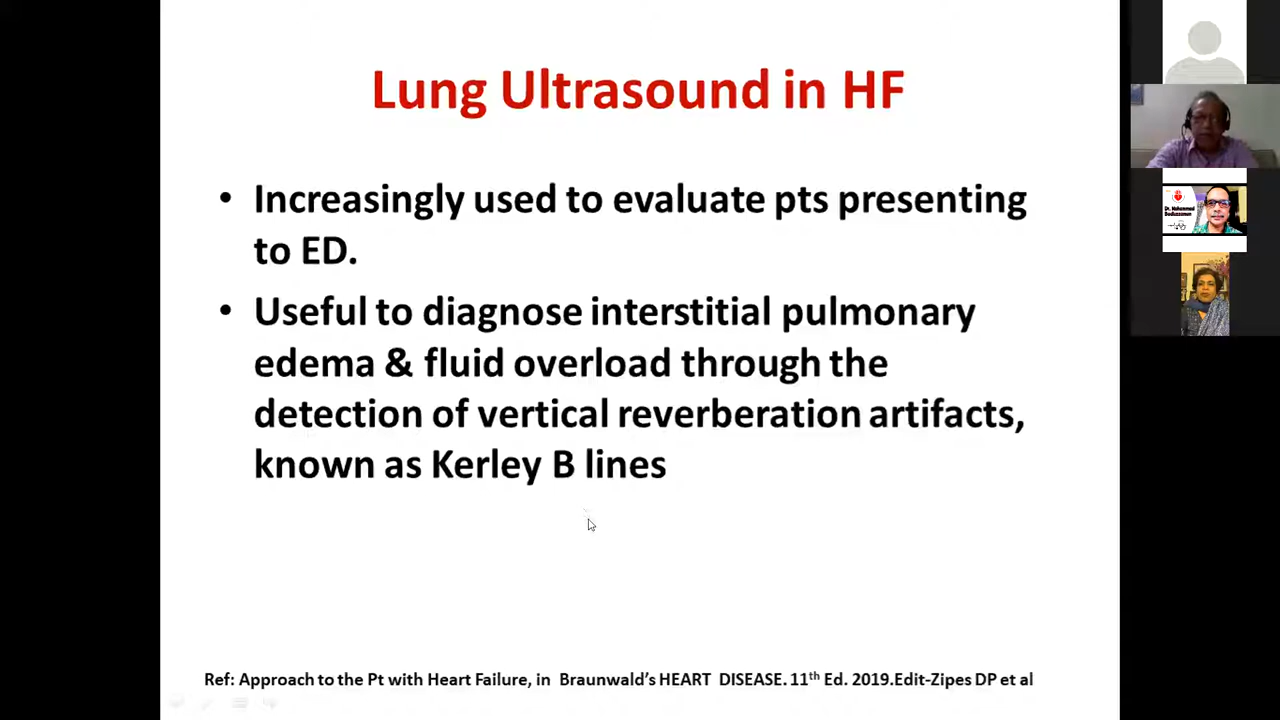 Lung Ultrasound in HF
• Increasingly used to evaluate pts presenting
to ED.
• Useful to diagnose interstitial pulmonary
edema & fluid overload through the
detection of vertical reverberation artifacts,
known as Kerley B lines
Ref: Approach to the Pt with Heart Failure, in Braunwald's HEART DISEASE. 11th Ed. 2019.Edit-Zipes DP et al
Dr. Mohammed